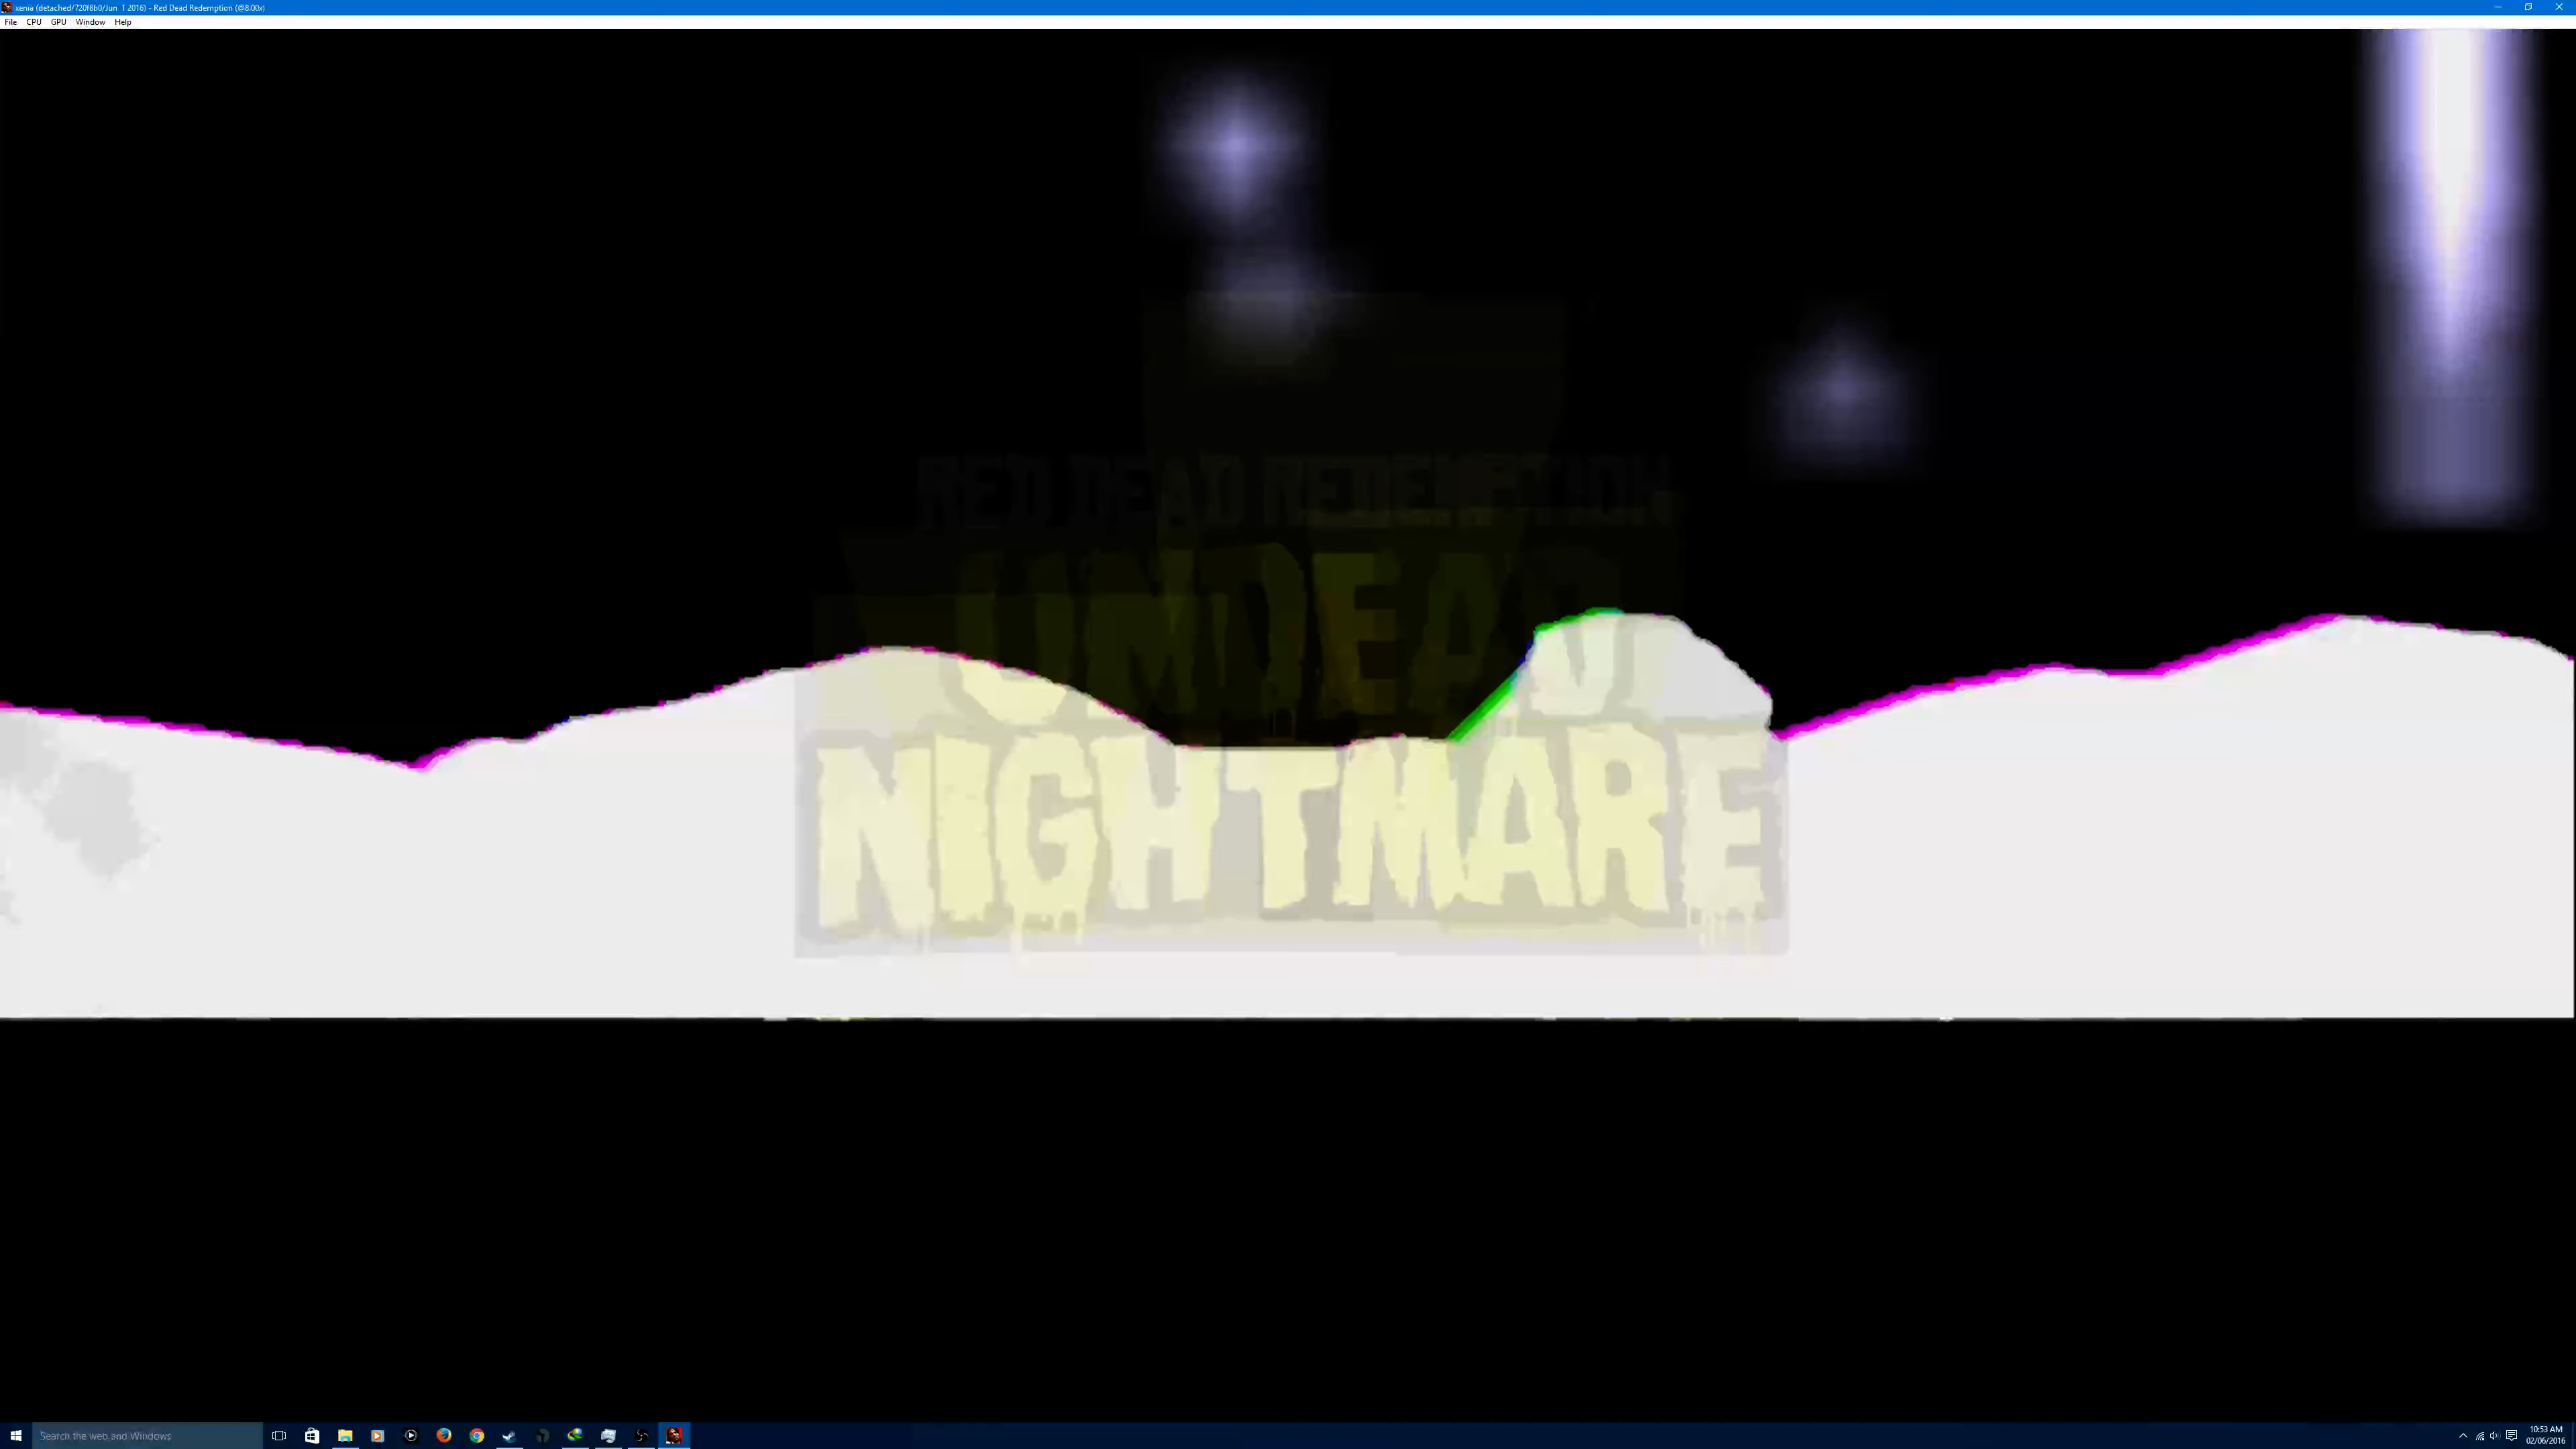 xenia (detached/720f6b0/Jun 1 2016) - Red Dead Redemption (@8.00x)
File CPU GPU Window Help
RED DEAD REDEMPTION
UNDEAD
NIGHTMARE
Search the web and Windows
10:53 AM
02/06/2016